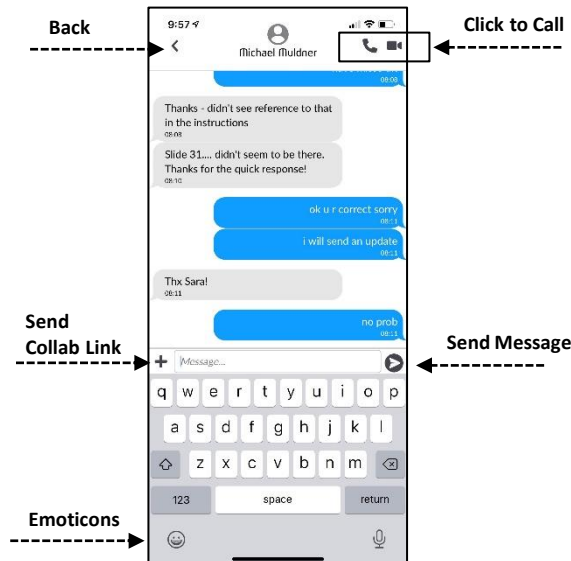 Back
Click to Call
9:57
Michael Muldner
08:08
Thanks - didn't see reference to that
in the instructions
08:08
Slide 31.... didn't seem to be there.
Thanks for the quick response!
08:10
ok u r correct sorry
08:11
i will send an update
08:11
Thx Sara!
08:11
no prob
08:11
Send
Collab Link
Message...
Send Message
q w e r t y u i o p
a s d f g h j k l
z x c v b n m
123 space return
Emoticons